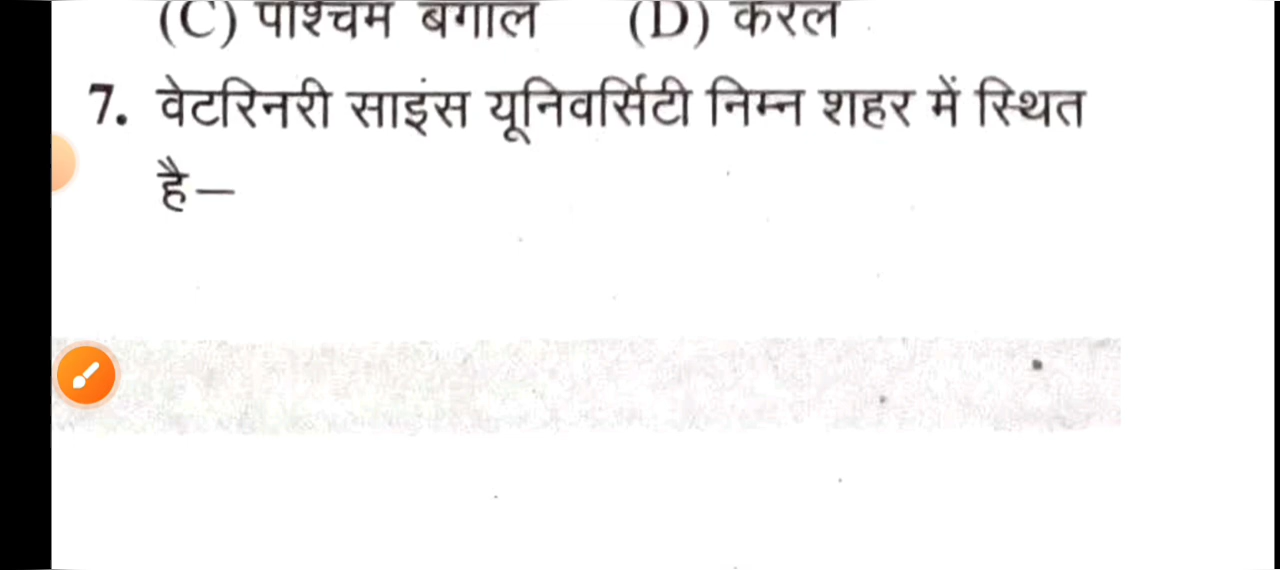 (C) पश्चिम बंगाल (D) केरल
7. वेटरिनरी साइंस यूनिवर्सिटी निम्न शहर में स्थित
है—